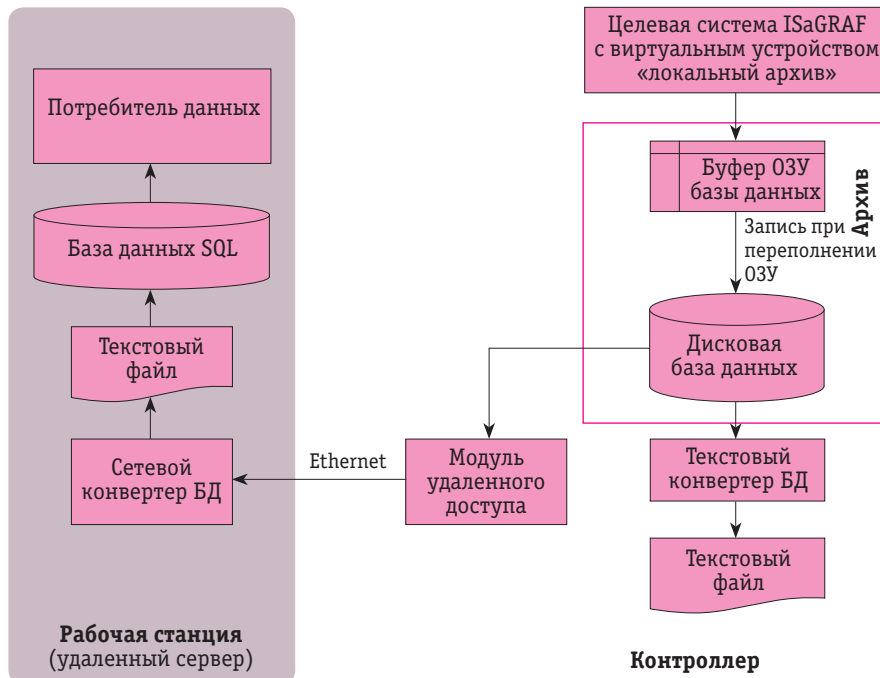 Целевая система ISaGRAF
с виртуальным устройством
«локальный архив»
Потребитель данных
Буфер ОЗУ
базы данных
Архив
Запись при
переполнении
ОЗУ
База данных SQL
Текстовый
файл
Дисковая
база данных
Сетевой
конвертер БД
Ethernet
Модуль
удаленного
доступа
Текстовый
конвертер БД
Текстовый
файл
Рабочая станция
(удаленный сервер)
Контроллер